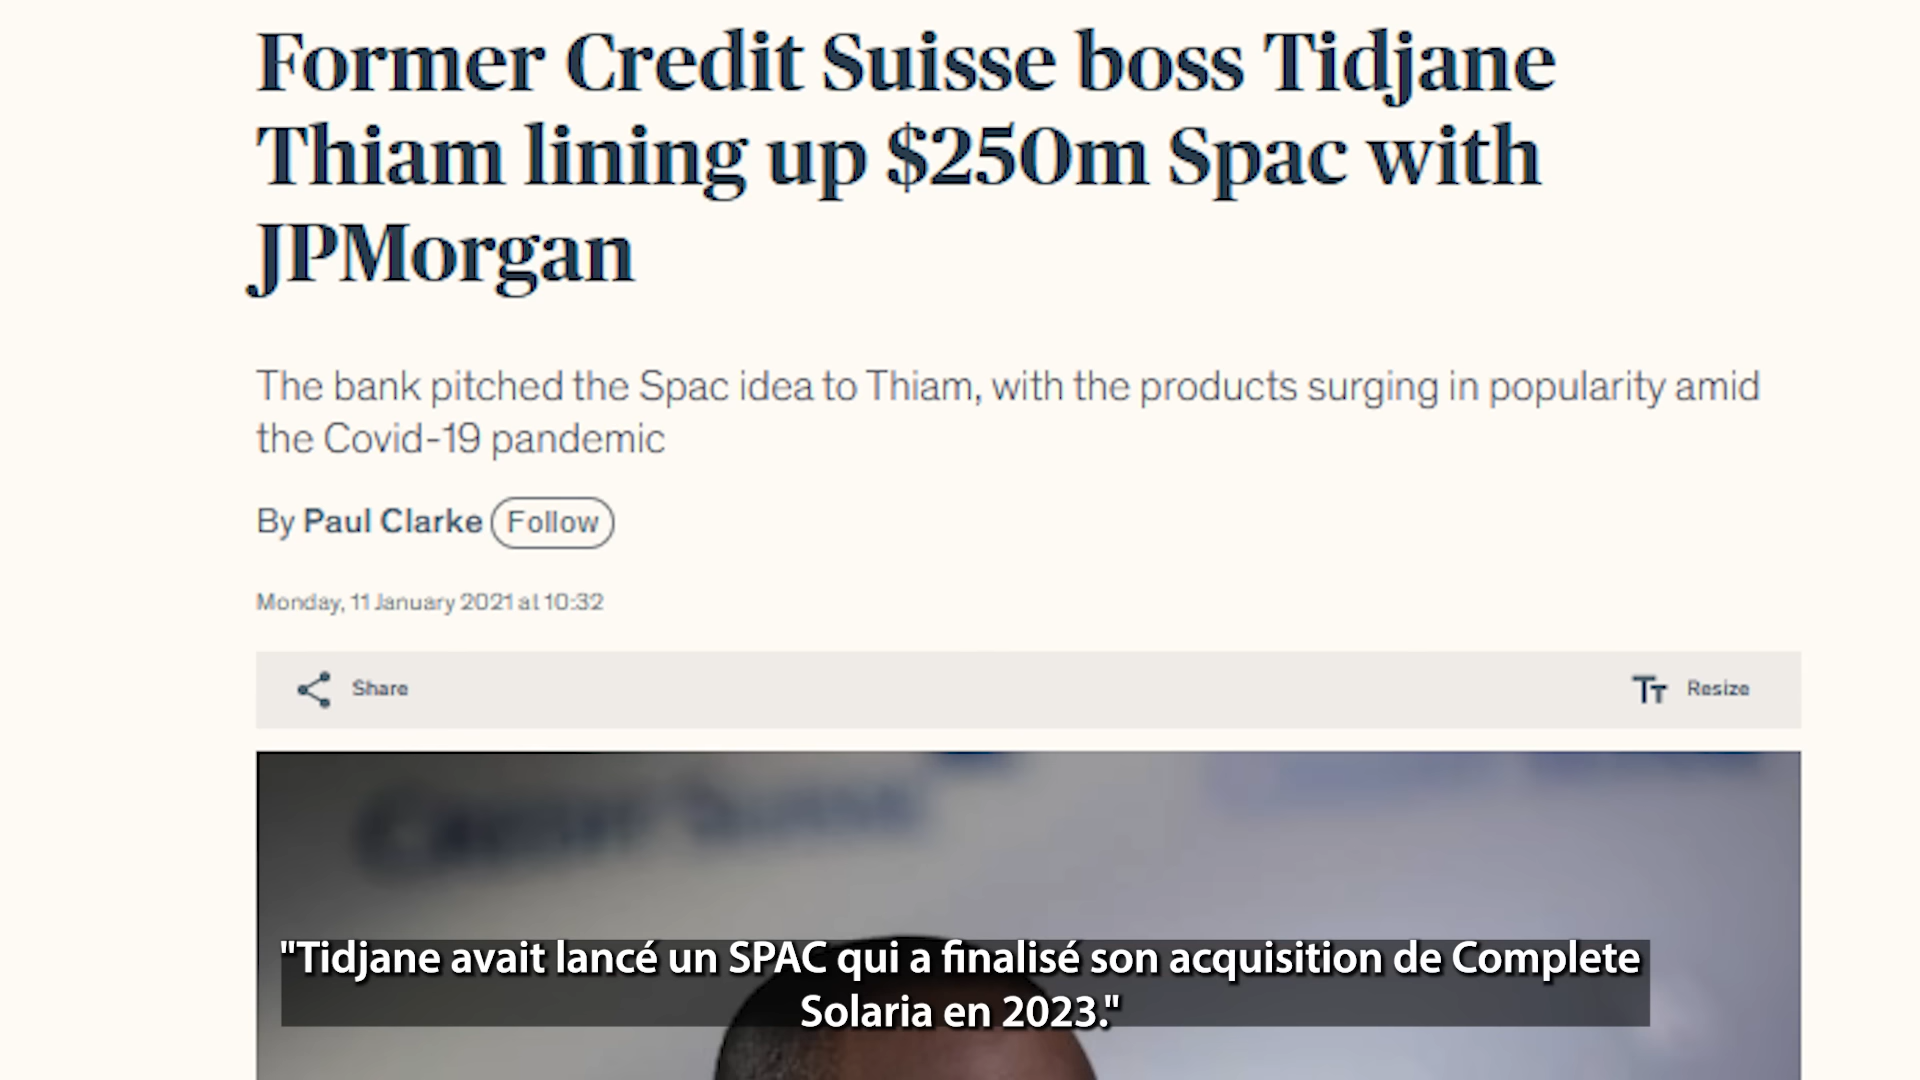 Former Credit Suisse boss Tidjane
Thiam lining up $250m Spac with
JPMorgan
The bank pitched the Spac idea to Thiam, with the products surging in popularity amid
the Covid-19 pandemic
By Paul Clarke Follow
Monday, 11 January 2021 at 10:32
Share
Resize
"Tidjane avait lancé un SPAC qui a finalisé son acquisition de Complete
Solaria en 2023."